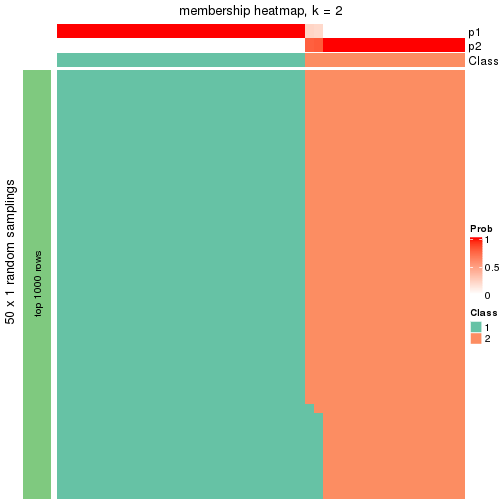 membership heatmap, k = 2
p1
p2
Class
50 x 1 random samplings
top 1000 rows
Prob
1
0.5
0
Class
1
2